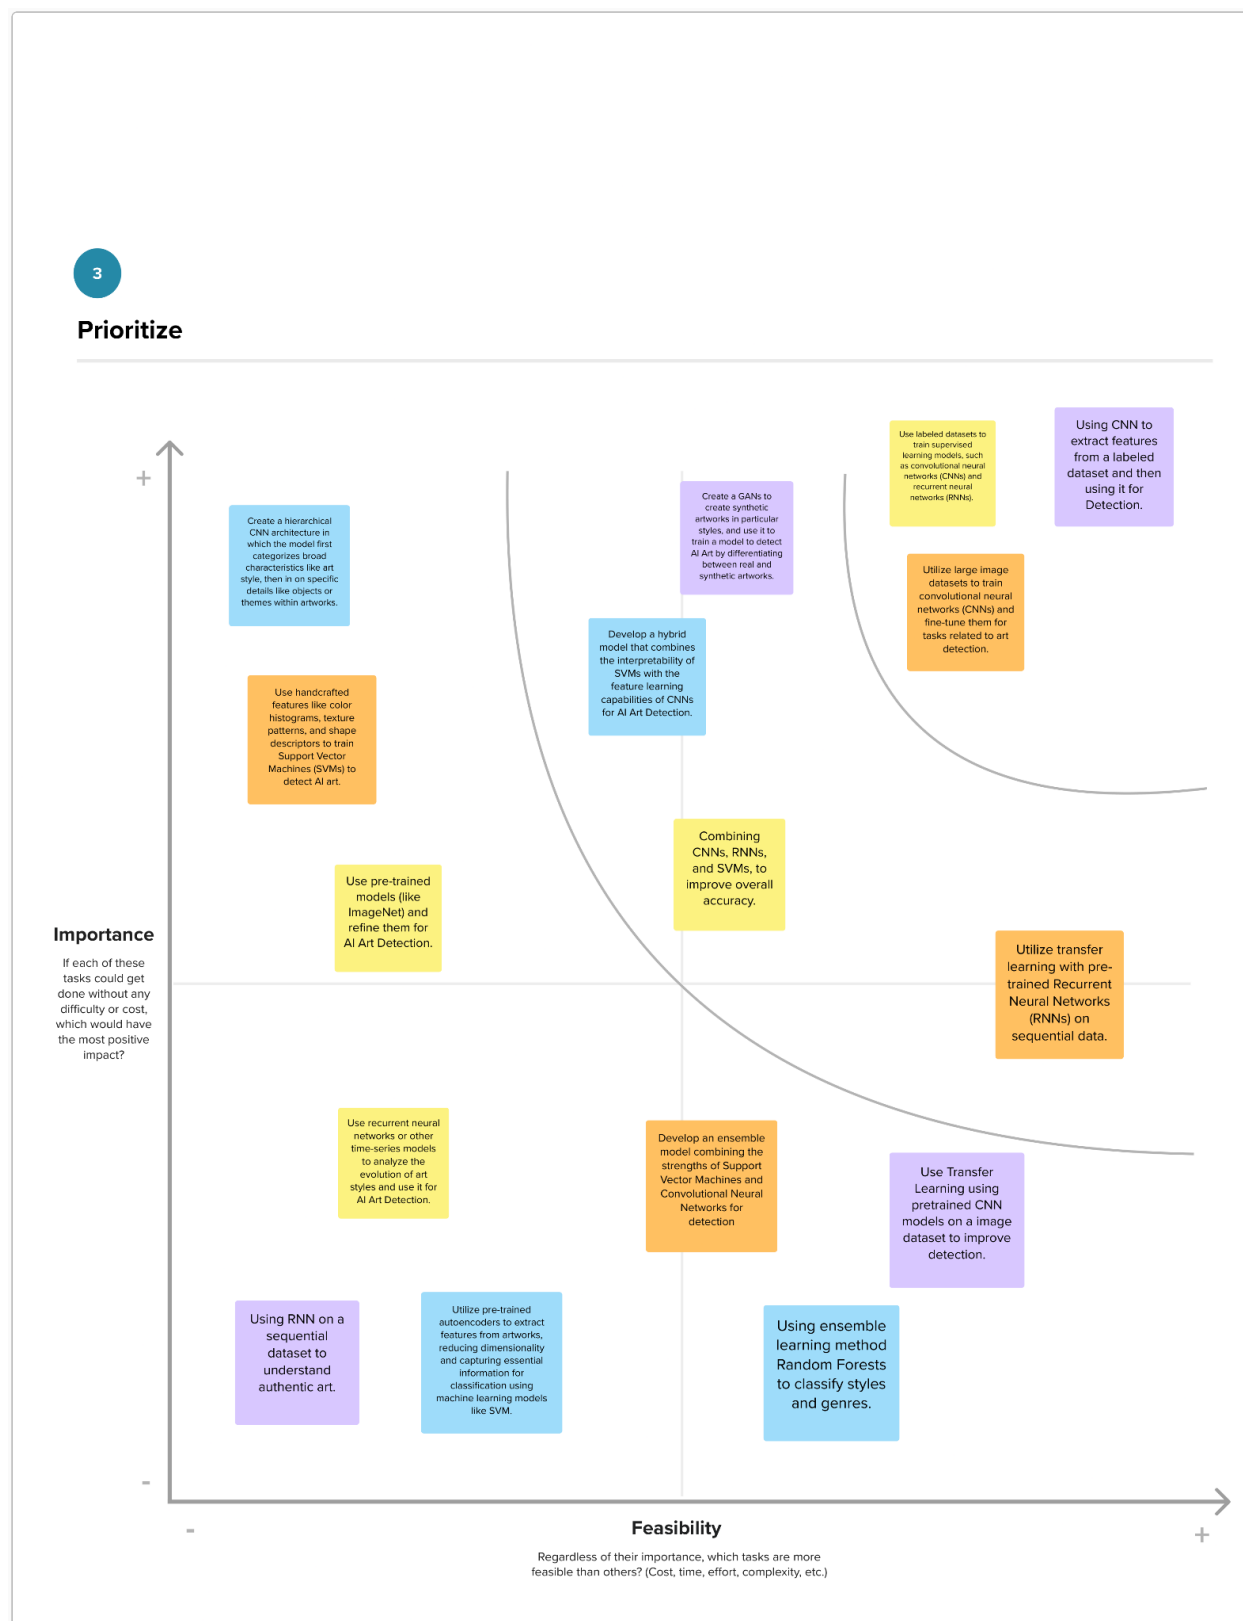 3
Prioritize
Use labeled datasets to
train supervised
learning models, such
as convolutional neural
networks (CNNs) and
recurrent neural
networks (RNNs).
Using CNN to
extract features
from a labeled
dataset and then
using it for
Detection.
+
Create a GANs to
create synthetic
artworks in particular
styles, and use it to
train a model to detect
AI Art by differentiating
between real and
synthetic artworks.
Create a hierarchical
CNN architecture in
which the model first
categorizes broad
characteristics like art
style, then in on specific
details like objects or
themes within artworks.
Utilize large image
datasets to train
convolutional neural
networks (CNNs) and
fine-tune them for
tasks related to art
detection.
Develop a hybrid
model that combines
the interpretability of
SVMs with the
feature learning
capabilities of CNNs
for AI Art Detection.
Use handcrafted
features like color
histograms, texture
patterns, and shape
descriptors to train
Support Vector
Machines (SVMs) to
detect AI art.
Combining
CNNs, RNNs,
and SVMs, to
improve overall
accuracy.
Use pre-trained
models (like
ImageNet) and
refine them for
AI Art Detection.
Importance
If each of these
tasks could get
done without any
difficulty or cost,
which would have
the most positive
impact?
Utilize transfer
learning with pre-
trained Recurrent
Neural Networks
(RNNs) on
sequential data.
Use recurrent neural
networks or other
time-series models
to analyze the
evolution of art
styles and use it for
AI Art Detection.
Develop an ensemble
model combining the
strengths of Support
Vector Machines and
Convolutional Neural
Networks for
detection
Use Transfer
Learning using
pretrained CNN
models on a image
dataset to improve
detection.
Using RNN on a
sequential
dataset to
understand
authentic art.
Utilize pre-trained
autoencoders to extract
features from artworks,
reducing dimensionality
and capturing essential
information for
classification using
machine learning models
like SVM.
Using ensemble
learning method
Random Forests
to classify styles
and genres.
-
-
Feasibility
+
Regardless of their importance, which tasks are more
feasible than others? (Cost, time, effort, complexity, etc.)